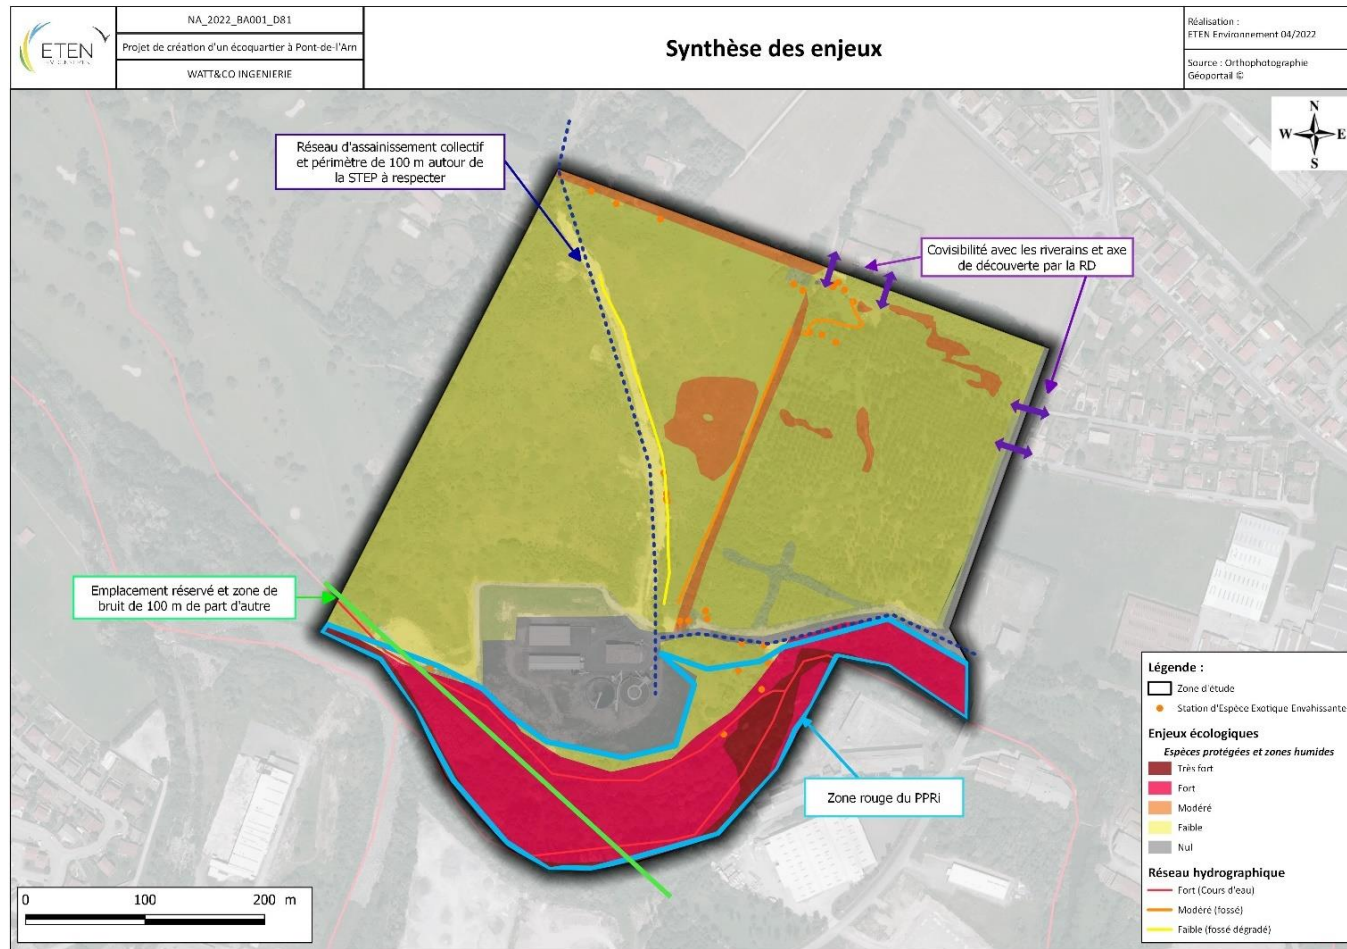 ETEN
NA_2022_BA001_D81
Projet de création d'un écoquartier à Pont-de-l'Arn
WATT&CO INGENIERIE
Synthèse des enjeux
Réalisation :
ETEN Environnement 04/2022
Source : Orthophotographie
Géoportail ©
N
W E
S
Réseau d'assainissement collectif
et périmètre de 100 m autour de
la STEP à respecter
Covisibilité avec les riverains et axe
de découverte par la RD
Emplacement réservé et zone de
bruit de 100 m de part d'autre
Zone rouge du PPRi
Légende :
Zone d'étude
Station d'Espèce Exotique Envahissante
Enjeux écologiques
Espèces protégées et zones humides
Très fort
Fort
Modéré
Faible
Nul
Réseau hydrographique
Fort (Cours d'eau)
Modéré (fossé)
Faible (fossé dégradé)
0 100 200 m